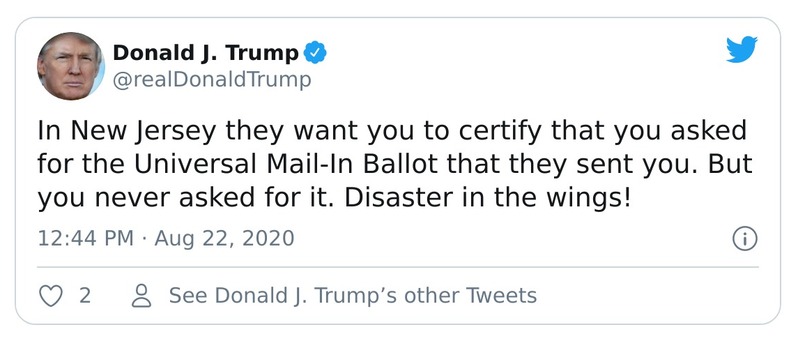 Donald J. Trump
@realDonaldTrump
In New Jersey they want you to certify that you asked
for the Universal Mail-In Ballot that they sent you. But
you never asked for it. Disaster in the wings!
12:44 PM · Aug 22, 2020
2 See Donald J. Trump’s other Tweets